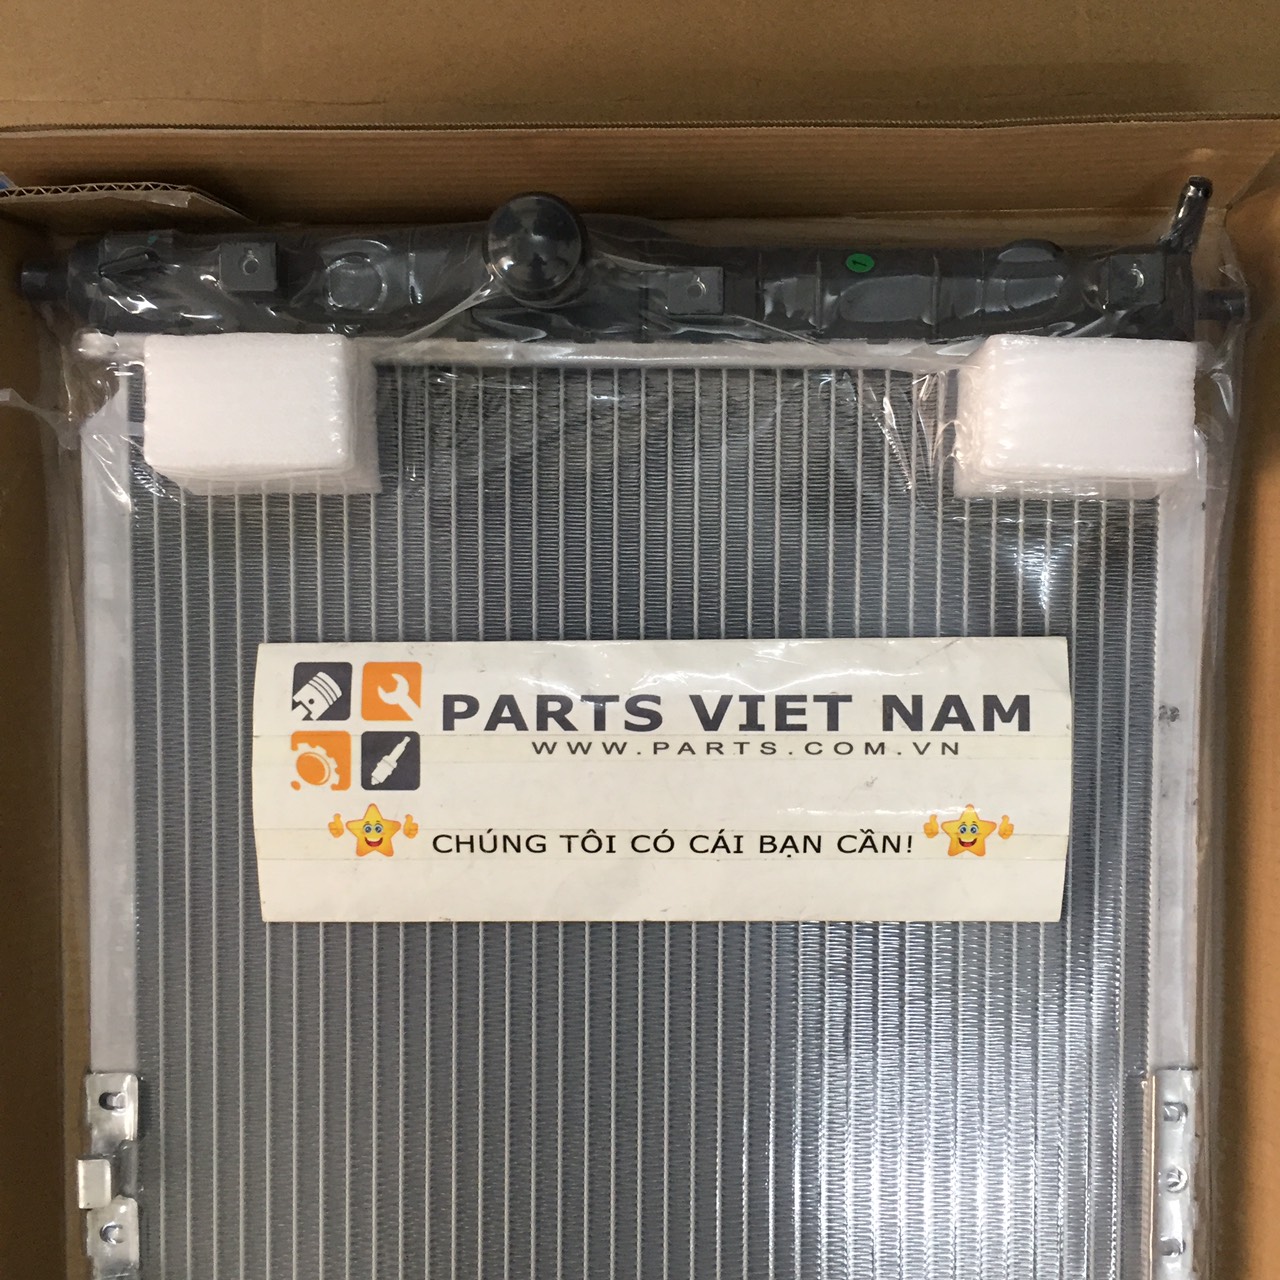 PARTS VIET NAM
WWW.PARTS.COM.VN
CHÚNG TÔI CÓ CÁI BẠN CẦN!